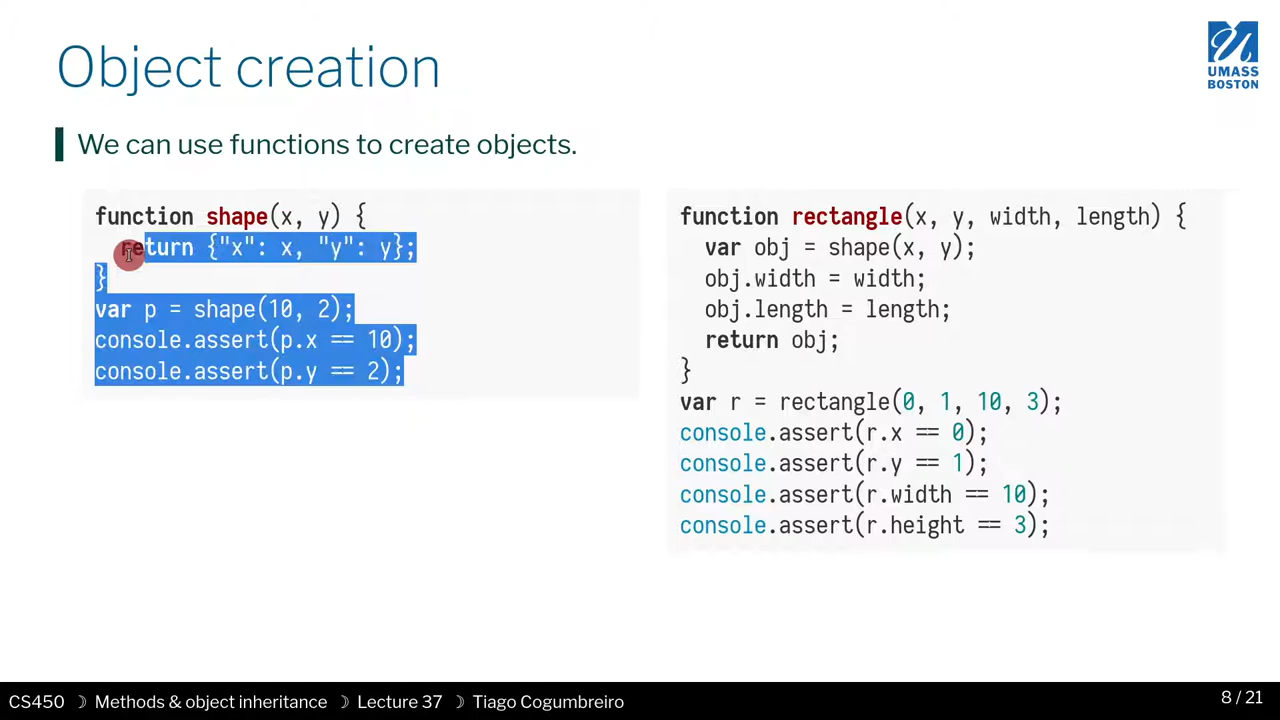 Object creation
UMASS
BOSTON
We can use functions to create objects.
function shape(x, y) {
return {"x": x, "y": y};
}
var p = shape(10, 2);
console.assert(p.x == 10);
console.assert(p.y == 2);
function rectangle(x, y, width, length) {
var obj = shape(x, y);
obj.width = width;
obj.length = length;
return obj;
}
var r = rectangle(0, 1, 10, 3);
console.assert(r.x == 0);
console.assert(r.y == 1);
console.assert(r.width == 10);
console.assert(r.height == 3);
CS450 ☽ Methods & object inheritance ☽ Lecture 37 ☽ Tiago Cogumbreiro
8 / 21